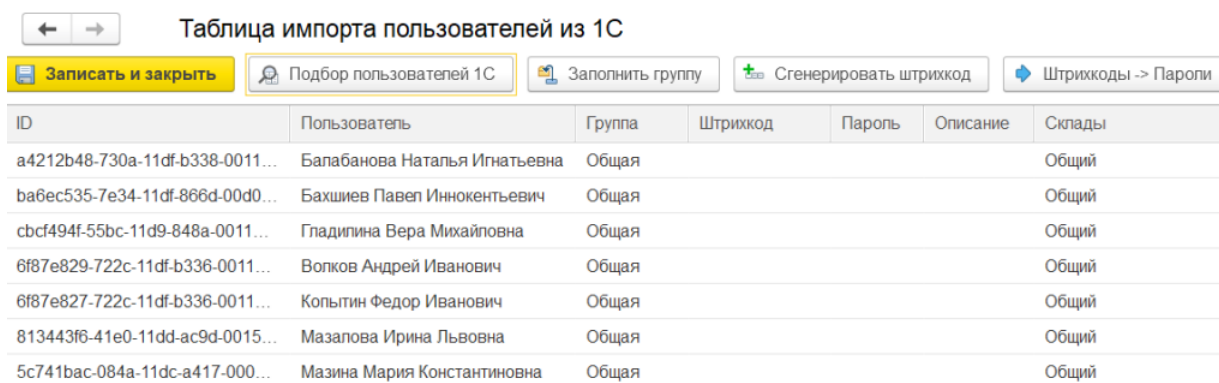 Таблица импорта пользователей из 1С
Записать и закрыть Подбор пользователей 1С Заполнить группу Сгенерировать штрихкод Штрихкоды -> Пароли
ID Пользователь Группа Штрихкод Пароль Описание Склады
a4212b48-730a-11df-b338-0011... Балабанова Наталья Игнатьевна Общая Общий
ba6ec535-7e34-11df-866d-00d0... Бахшиев Павел Иннокентьевич Общая Общий
cbcf494f-55bc-11d9-848a-0011... Гладилина Вера Михайловна Общая Общий
6f87e829-722c-11df-b336-0011... Волков Андрей Иванович Общая Общий
6f87e827-722c-11df-b336-0011... Копытин Федор Иванович Общая Общий
813443f6-41e0-11dd-ac9d-0015... Мазалова Ирина Львовна Общая Общий
5c741bac-084a-11dc-a417-000... Мазина Мария Константиновна Общая Общий